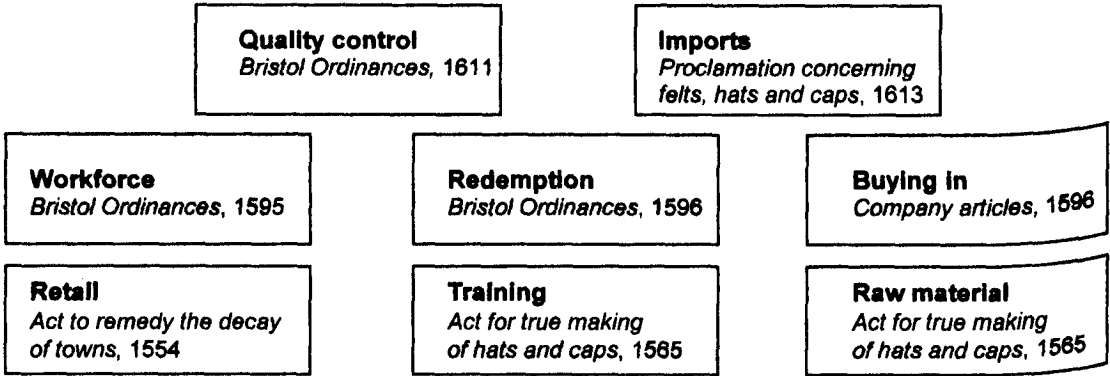 Quality control
Bristol Ordinances, 1611
Imports
Proclamation concerning
felts, hats and caps, 1613
Workforce
Bristol Ordinances, 1595
Redemption
Bristol Ordinances, 1596
Buying in
Company articles, 1596
Retail
Act to remedy the decay
of towns, 1554
Training
Act for true making
of hats and caps, 1565
Raw material
Act for true making
of hats and caps, 1565